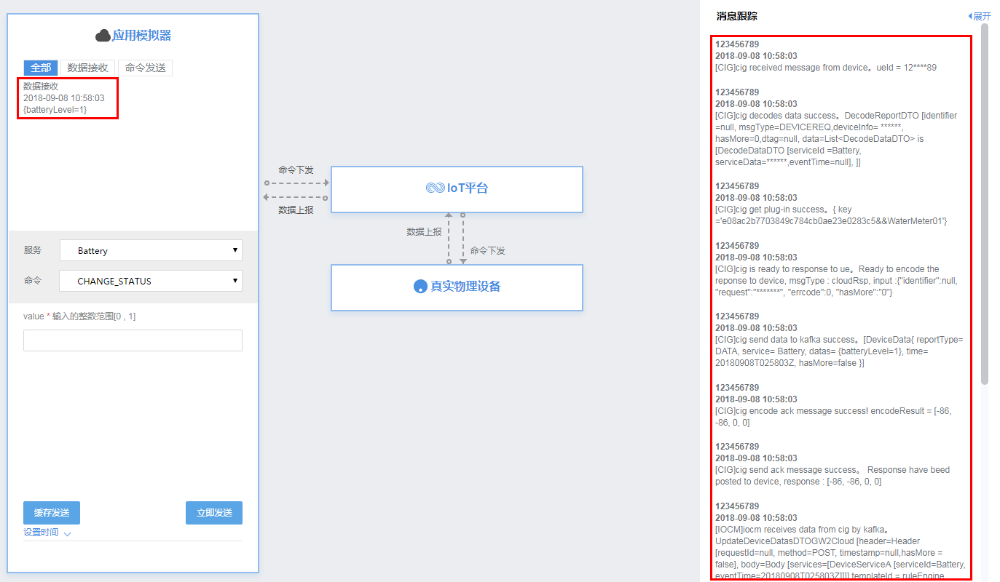 应用模拟器
全部 数据接收 命令发送
数据接收
2018-09-08 10:58:03
{batteryLevel=1}
服务 Battery
命令 CHANGE_STATUS
value * 输入的整数范围[0 , 1]
缓存发送 立即发送
设置时间
命令下发
数据上报
IoT平台
数据上报
命令下发
真实物理设备
消息跟踪
展开
123456789
2018-09-08 10:58:03
[CIG]cig received message from device。ueId = 12****89
123456789
2018-09-08 10:58:03
[CIG]cig decodes data success。DecodeReportDTO [identifier
=null, msgType=DEVICEREQ,deviceInfo= ******,
hasMore=0,dtag=null, data=List<DecodeDataDTO> is
[DecodeDataDTO [serviceId =Battery,
serviceData=******,eventTime=null], ]]
123456789
2018-09-08 10:58:03
[CIG]cig get plug-in success。{ key
='e08ac2b7703849c784cb0ae23e0283c5&&WaterMeter01'}
123456789
2018-09-08 10:58:03
[CIG]cig is ready to response to ue。Ready to encode the
reponse to device, msgType : cloudRsp, input :{"identifier":null,
"request":"*******", "errcode":0, "hasMore":"0"}
123456789
2018-09-08 10:58:03
[CIG]cig send data to kafka success。[DeviceData{ reportType=
DATA, service= Battery, datas= {batteryLevel=1}, time=
20180908T025803Z, hasMore=false }]
123456789
2018-09-08 10:58:03
[CIG]cig encode ack message success! encodeResult = [-86,
-86, 0, 0]
123456789
2018-09-08 10:58:03
[CIG]cig send ack message success。 Response have beed
posted to device, response : [-86, -86, 0, 0]
123456789
2018-09-08 10:58:03
[IOCM]iocm receives data from cig by kafka。
UpdateDeviceDatasDTOGW2Cloud [header=Header
[requestId=null, method=POST, timestamp=null,hasMore =
false], body=Body [services=[DeviceServiceA [serviceId=Battery,
eventTime=20180908T025803Z]]]],templateId = ruleEngine